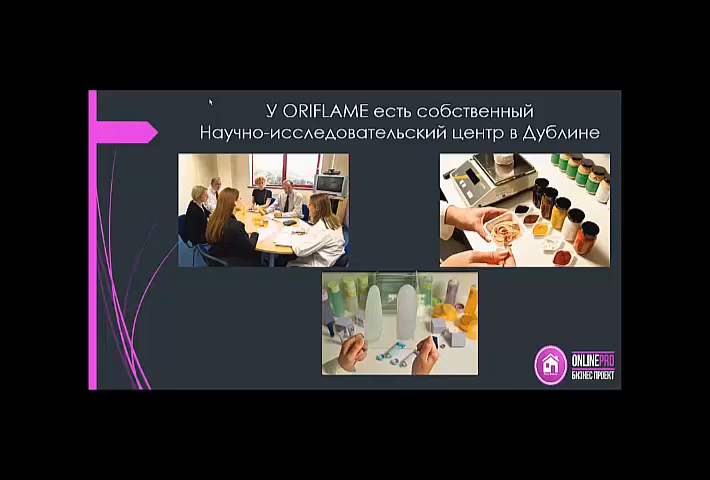 У ORIFLAME есть собственный
Научно-исследовательский центр в Дублине
ONLINEPRO
БИЗНЕС ПРОЕКТ